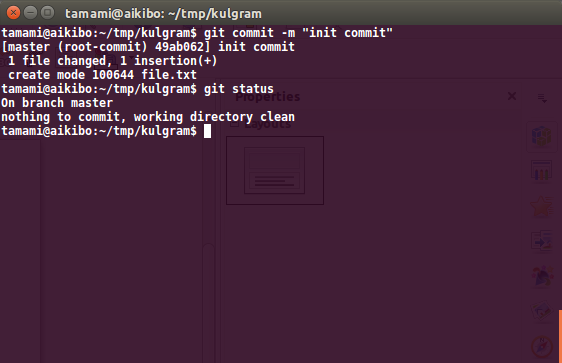 tamami@aikibo: ~/tmp/kulgram
tamami@aikibo:~/tmp/kulgram$ git commit -m "init commit"
[master (root-commit) 49ab062] init commit
 1 file changed, 1 insertion(+)
 create mode 100644 file.txt
tamami@aikibo:~/tmp/kulgram$ git status
On branch master
Properties
nothing to commit, working directory clean
Layouts
tamami@aikibo:~/tmp/kulgram$